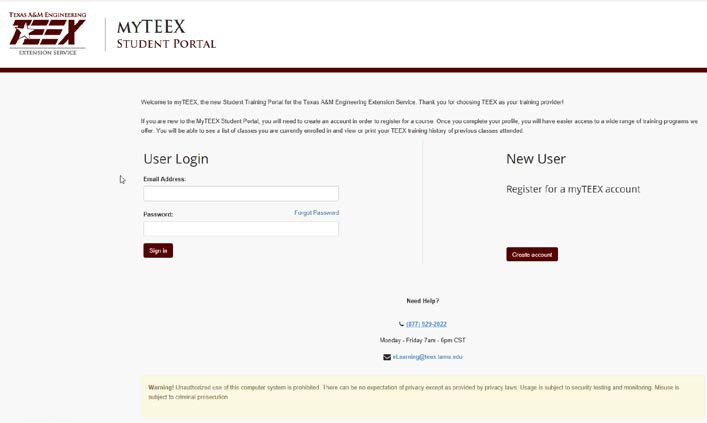 TEXAS A&M ENGINEERING
TEEX
EXTENSION SERVICE
MYTEEX
STUDENT PORTAL
Welcome to myTEEX, the new Student Training Portal for the Texas A&M Engineering Extension Service. Thank you for choosing TEEX as your training provider!
If you are new to the MyTEEX Student Portal, you will need to create an account in order to register for a course. Once you complete your profile, you will have easier access to a wide range of training programs we
offer. You will be able to see a list of classes you are currently enrolled in and view or print your TEEX training history of previous classes attended.
User Login
Email Address:
Password:
Forgot Password
Sign in
New User
Register for a myTEEX account
Create account
Need Help?
(877) 929-2022
Monday - Friday 7am - 6pm CST
eLearning@teex.tamu.edu
Warning! Unauthorized use of this computer system is prohibited. There can be no expectation of privacy except as provided by privacy laws. Usage is subject to security testing and monitoring. Misuse is
subject to criminal prosecution